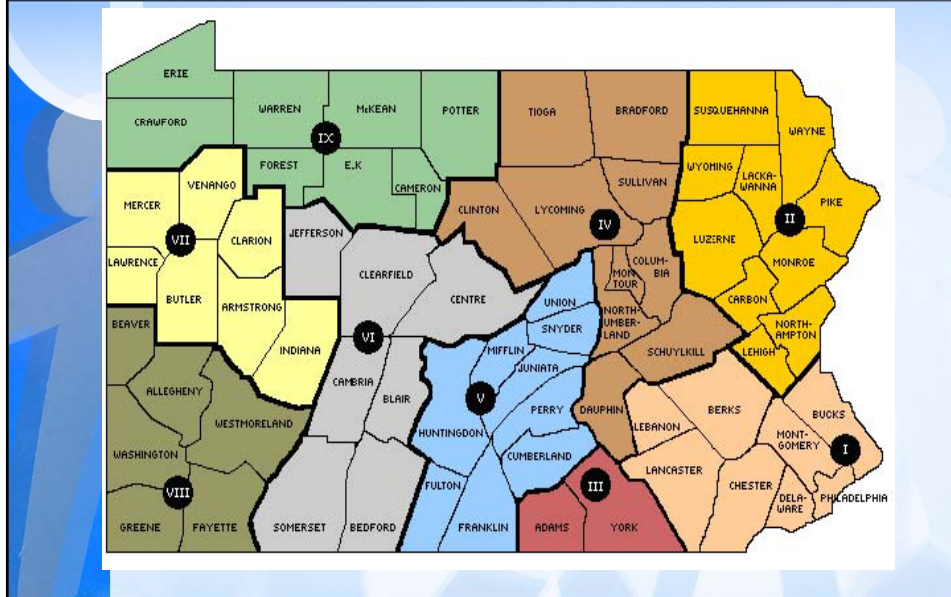 ERIE
CRAWFORD
WARREN
McKEAN
POTTER
FOREST
E.K
CAMERON
IX
TIOGA
BRADFORD
SULLIVAN
CLINTON
LYCOMING
IV
COLUM-
BIA
MON
TOUR
NORTH-
UMBER-
LAND
SCHUYLKILL
DAUPHIN
SUSQUEHANNA
WAYNE
WYOMING
LACKA-
WANNA
PIKE
II
LUZERNE
MONROE
CARBON
NORTH-
AMPTON
LEHIGH
MERCER
VENANGO
VII
CLARION
LAWRENCE
BUTLER
ARMSTRONG
INDIANA
JEFFERSON
CLEARFIELD
CENTRE
VI
CAMBRIA
BLAIR
SOMERSET
BEDFORD
UNION
SNYDER
MIFFLIN
JUNIATA
V
PERRY
HUNTINGDON
CUMBERLAND
FULTON
FRANKLIN
BEAVER
ALLEGHENY
WESTMORELAND
WASHINGTON
VIII
GREENE
FAYETTE
III
ADAMS
YORK
LEBANON
BERKS
BUCKS
MONT-
GOMERY
I
LANCASTER
CHESTER
DELA-
WARE
PHILADELPHIA